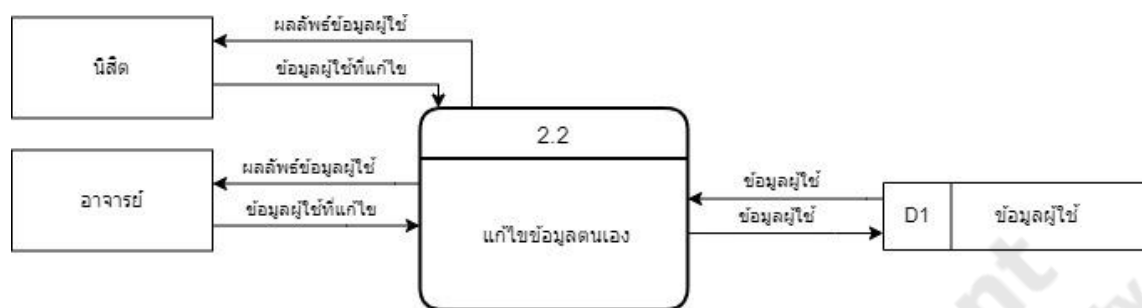 ผลลัพธ์ข้อมูลผู้ใช้
นิสิต
ข้อมูลผู้ใช้ที่แก้ไข
2.2
ผลลัพธ์ข้อมูลผู้ใช้
อาจารย์
ข้อมูลผู้ใช้ที่แก้ไข
แก้ไขข้อมูลตนเอง
ข้อมูลผู้ใช้
ข้อมูลผู้ใช้
D1
ข้อมูลผู้ใช้